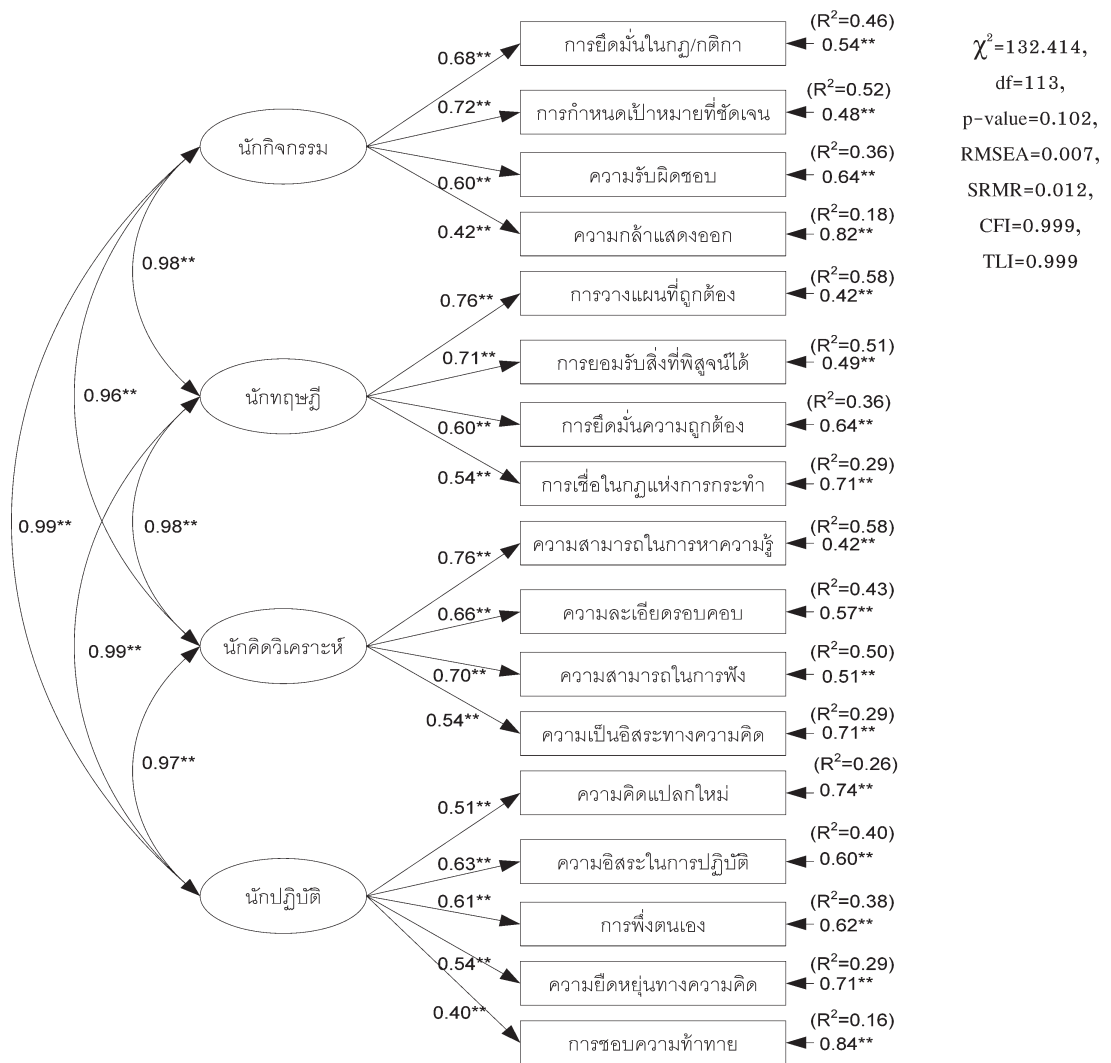 (R²=0.46)
การยึดมั่นในกฏ/กติกา
0.54**
0.68**
(R²=0.52)
0.72**
การกำหนดเป้าหมายที่ชัดเจน
0.48**
นักกิจกรรม
(R²=0.36)
0.60**
ความรับผิดชอบ
0.64**
(R²=0.18)
0.42**
ความกล้าแสดงออก
0.82**
χ²=132.414,
df=113,
p-value=0.102,
RMSEA=0.007,
SRMR=0.012,
CFI=0.999,
TLI=0.999
0.98**
(R²=0.58)
0.76**
การวางแผนที่ถูกต้อง
0.42**
(R²=0.51)
0.71**
การยอมรับสิ่งที่พิสูจน์ได้
0.49**
0.96**
นักทฤษฎี
(R²=0.36)
0.60**
การยึดมั่นความถูกต้อง
0.64**
(R²=0.29)
0.54**
การเชื่อในกฏแห่งการกระทำ
0.71**
0.99**
0.98**
(R²=0.58)
0.76**
ความสามารถในการหาความรู้
0.42**
(R²=0.43)
0.66**
ความละเอียดรอบคอบ
0.57**
0.99**
นักคิดวิเคราะห์
(R²=0.50)
0.70**
ความสามารถในการฟัง
0.51**
(R²=0.29)
0.54**
ความเป็นอิสระทางความคิด
0.71**
0.97**
(R²=0.26)
0.51**
ความคิดแปลกใหม่
0.74**
(R²=0.40)
0.63**
ความอิสระในการปฏิบัติ
0.60**
นักปฏิบัติ
(R²=0.38)
0.61**
การพึ่งตนเอง
0.62**
(R²=0.29)
0.54**
ความยืดหยุ่นทางความคิด
0.71**
(R²=0.16)
0.40**
การชอบความท้าทาย
0.84**